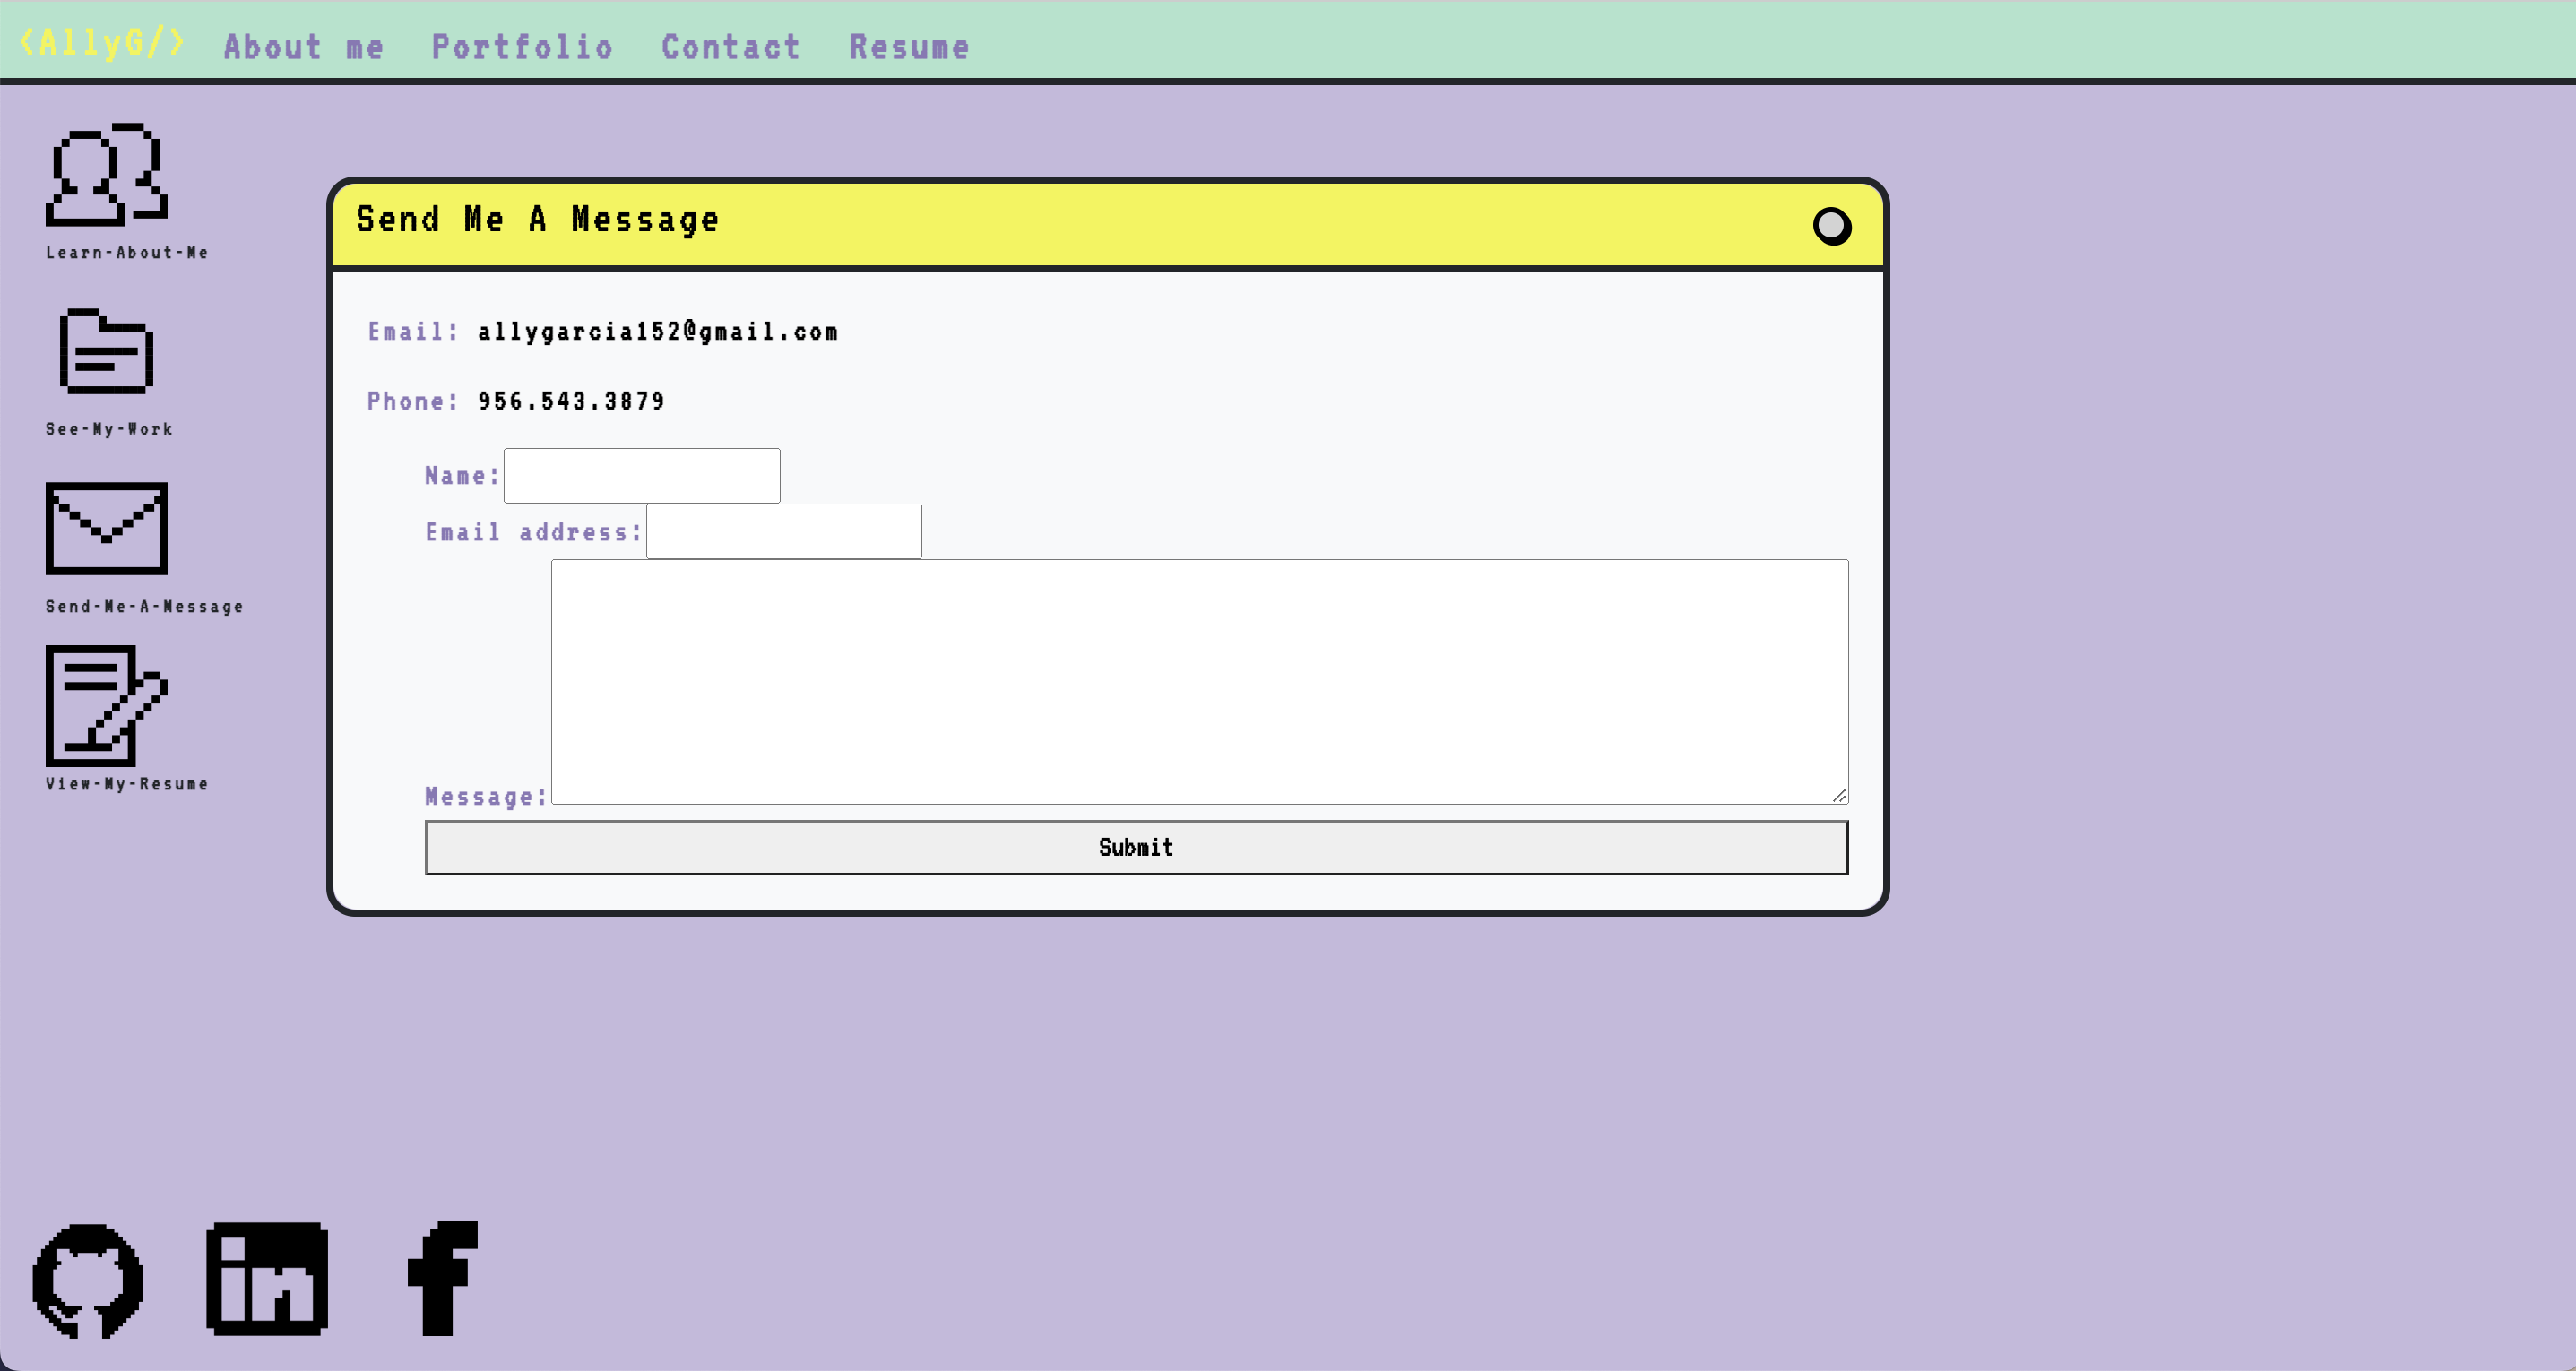 <AllyG/> About me Portfolio Contact Resume
Learn-About-Me
See-My-Work
Send-Me-A-Message
View-My-Resume
Send Me A Message
Email: allygarcia152@gmail.com
Phone: 956.543.3879
Name:
Email address:
Message:
Submit
in
f